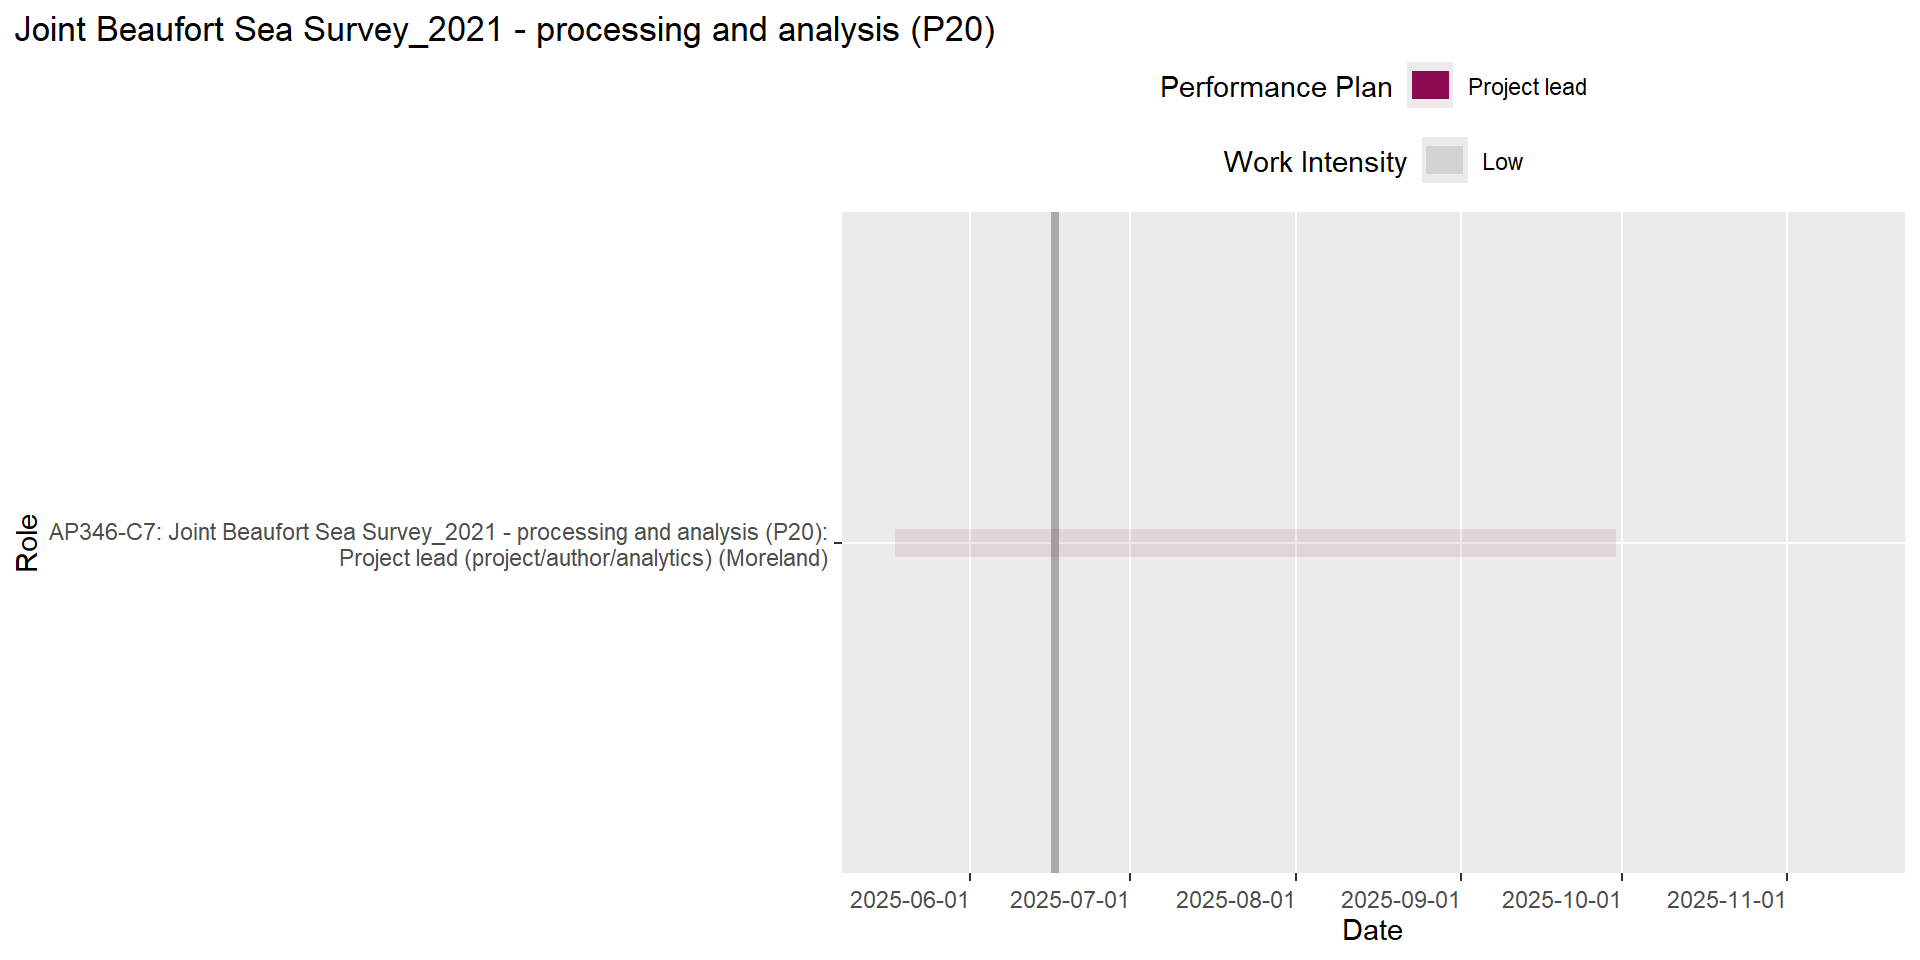 Joint Beaufort Sea Survey_2021 - processing and analysis (P20)
Performance Plan Project lead
Work Intensity Low
Role
AP346-C7: Joint Beaufort Sea Survey_2021 - processing and analysis (P20):
Project lead (project/author/analytics) (Moreland)
2025-06-01 2025-07-01 2025-08-01 2025-09-01 2025-10-01 2025-11-01
Date